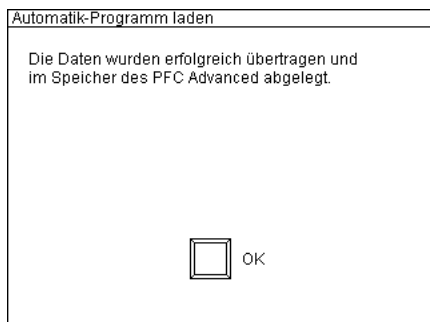 Automatik-Programm laden
Die Daten wurden erfolgreich übertragen und
im Speicher des PFC Advanced abgelegt.
OK